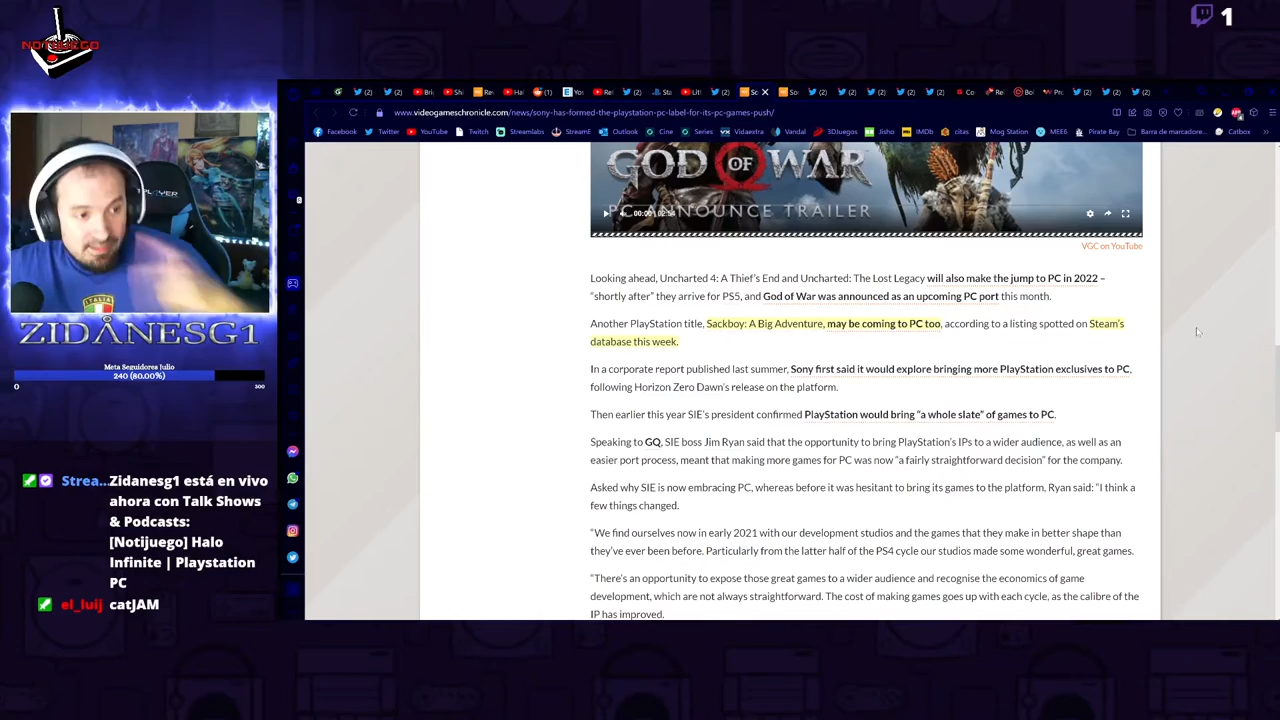 NOTIJUEGO
1
(2)
(2)
www.videogameschronicle.com/news/sony-has-formed-the-playstation-pc-label-for-its-pc-games-push/
Facebook Twitter YouTube Twitch Streamlabs StreamE Outlook Cine Series Vidaextra Vandal 3DJuegos Jisho IMDb citas Mog Station MEE6 Pirate Bay Barra de marcadore... Catbox
GOD OF WAR
PC ANNOUNCE TRAILER
VGC on YouTube
Looking ahead, Uncharted 4: A Thief's End and Uncharted: The Lost Legacy will also make the jump to PC in 2022 –
“shortly after” they arrive for PS5, and God of War was announced as an upcoming PC port this month.
Another PlayStation title, Sackboy: A Big Adventure, may be coming to PC too, according to a listing spotted on Steam's
database this week.
In a corporate report published last summer, Sony first said it would explore bringing more PlayStation exclusives to PC,
following Horizon Zero Dawn's release on the platform.
Then earlier this year SIE's president confirmed PlayStation would bring “a whole slate” of games to PC.
Speaking to GQ, SIE boss Jim Ryan said that the opportunity to bring PlayStation's IPs to a wider audience, as well as an
easier port process, meant that making more games for PC was now “a fairly straightforward decision” for the company.
Asked why SIE is now embracing PC, whereas before it was hesitant to bring its games to the platform, Ryan said: “I think a
few things changed.
“We find ourselves now in early 2021 with our development studios and the games that they make in better shape than
they've ever been before. Particularly from the latter half of the PS4 cycle our studios made some wonderful, great games.
“There's an opportunity to expose those great games to a wider audience and recognise the economics of game
development, which are not always straightforward. The cost of making games goes up with each cycle, as the calibre of the
IP has improved.
ITALIA
ZIDÅNESG1
Meta Seguidores Julio
240 (80.00%)
0 300
Strea... Zidanesg1 está en vivo
ahora con Talk Shows
& Podcasts:
[Notijuego] Halo
Infinite | Playstation
PC
el_luij catJAM